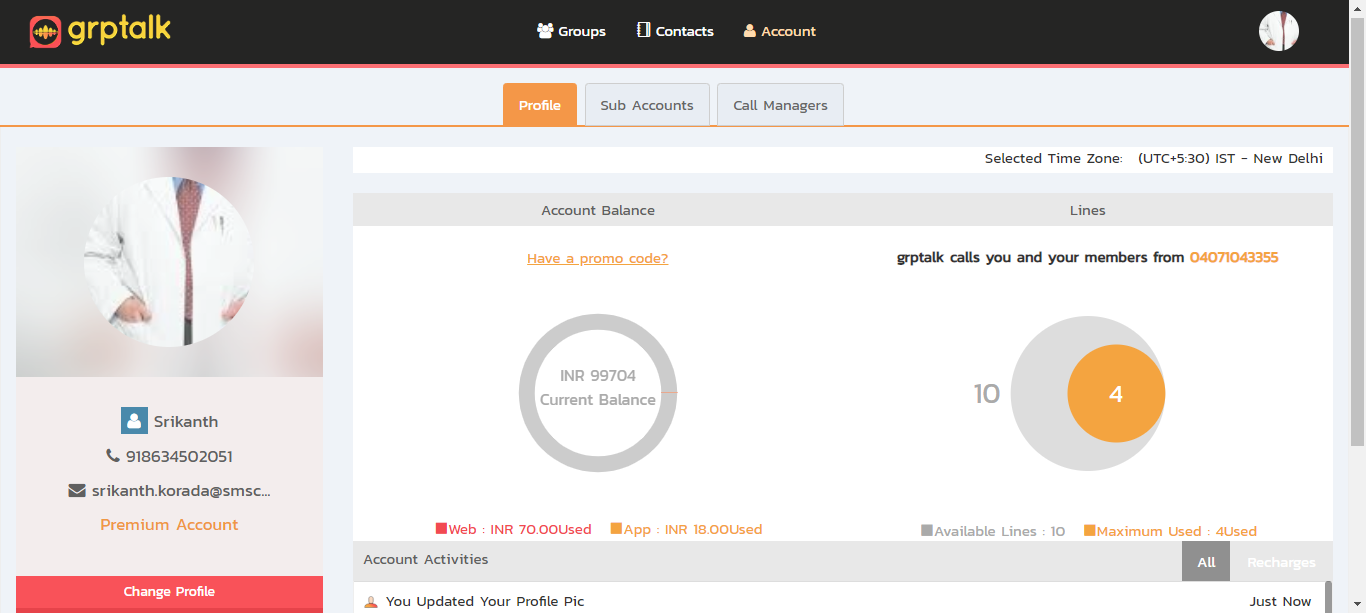 grptalk
Groups Contacts Account
Profile Sub Accounts Call Managers
Selected Time Zone: (UTC+5:30) IST - New Delhi
Account Balance Lines
Have a promo code? grptalk calls you and your members from 04071043355
INR 99704
Current Balance
10 4
Srikanth
918634502051
srikanth.korada@smsc...
Premium Account
Web : INR 70.00Used App : INR 18.00Used
Available Lines : 10 Maximum Used : 4Used
Account Activities All Recharges
Change Profile
You Updated Your Profile Pic Just Now